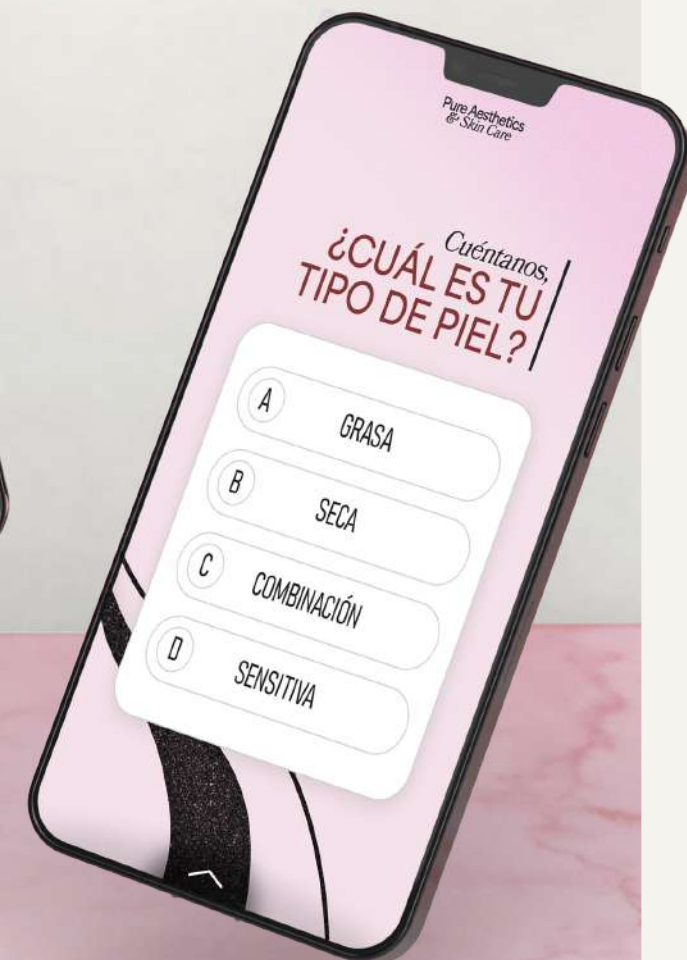 Pure Aesthetics
& Skin Care
Cuéntanos,
¿CUÁL ES TU
TIPO DE PIEL?
A GRASA
B SECA
C COMBINACIÓN
D SENSITIVA